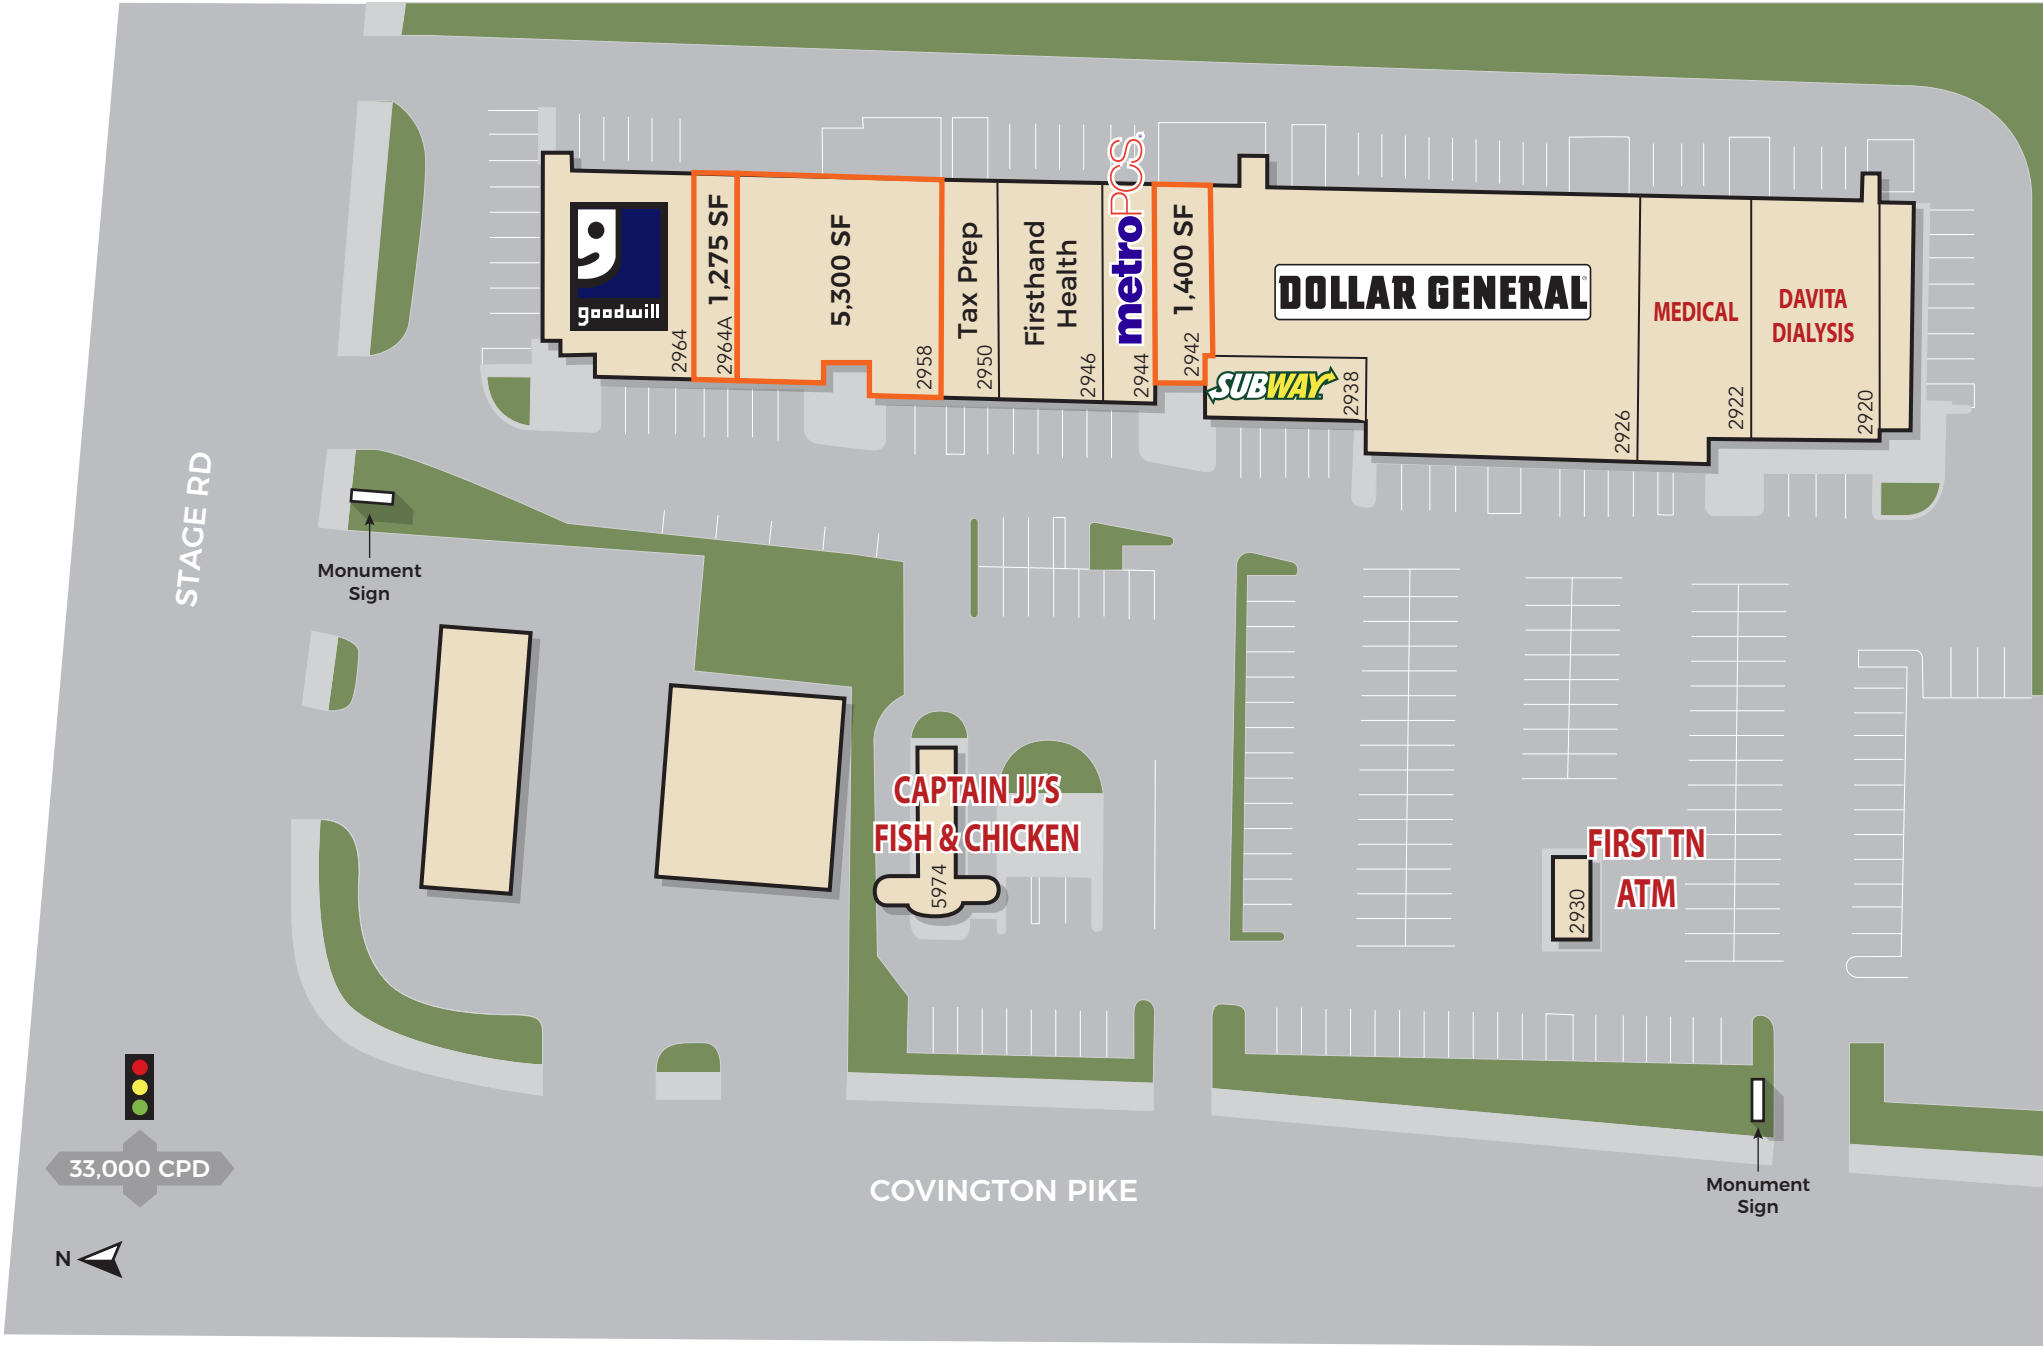 goodwill
2964
1,275 SF
2964A
5,300 SF
2958
Tax Prep
2950
Firsthand
Health
2946
metroPCS.
2944
1,400 SF
2942
SUBWAY
2938
DOLLAR GENERAL
2926
MEDICAL
2922
DAVITA
DIALYSIS
2920
STAGE RD
Monument
Sign
CAPTAIN JJ'S
FISH & CHICKEN
5974
FIRST TN
ATM
2930
33,000 CPD
COVINGTON PIKE
Monument
Sign
N